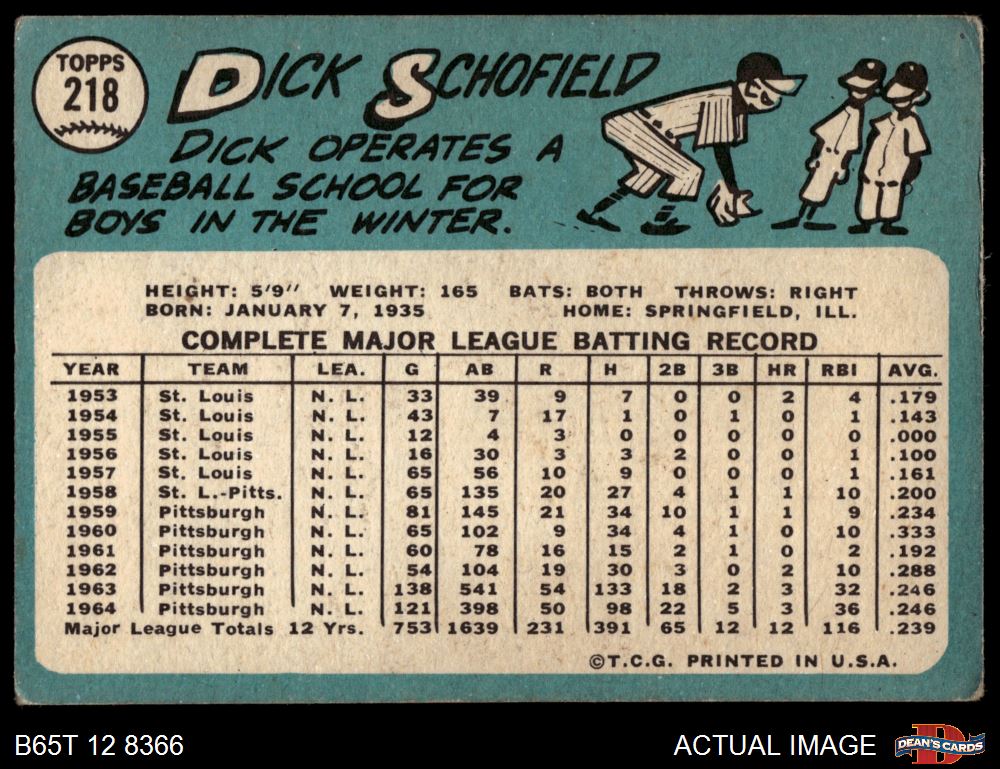 TOPPS
218
DICK SCHOFIELD
DICK OPERATES A
BASEBALL SCHOOL FOR
BOYS IN THE WINTER.
HEIGHT: 5'9" WEIGHT: 165 BATS: BOTH THROWS: RIGHT
BORN: JANUARY 7, 1935 HOME: SPRINGFIELD, ILL.
COMPLETE MAJOR LEAGUE BATTING RECORD
YEAR TEAM LEA. G AB R H 2B 3B HR RBI AVG.
1953 St. Louis N. L. 33 39 9 7 0 0 2 4 .179
1954 St. Louis N. L. 43 7 17 1 0 1 0 1 .143
1955 St. Louis N. L. 12 4 3 0 0 0 0 0 .000
1956 St. Louis N. L. 16 30 3 3 2 0 0 1 .100
1957 St. Louis N. L. 65 56 10 9 0 0 0 1 .161
1958 St. L.-Pitts. N. L. 65 135 20 27 4 1 1 10 .200
1959 Pittsburgh N. L. 81 145 21 34 10 1 1 9 .234
1960 Pittsburgh N. L. 65 102 9 34 4 1 0 10 .333
1961 Pittsburgh N. L. 60 78 16 15 2 1 0 2 .192
1962 Pittsburgh N. L. 54 104 19 30 3 0 2 10 .288
1963 Pittsburgh N. L. 138 541 54 133 18 2 3 32 .246
1964 Pittsburgh N. L. 121 398 50 98 22 5 3 36 .246
Major League Totals 12 Yrs. 753 1639 231 391 65 12 12 116 .239
©T.C.G. PRINTED IN U.S.A.
B65T 12 8366
ACTUAL IMAGE
DEAN'S CARDS